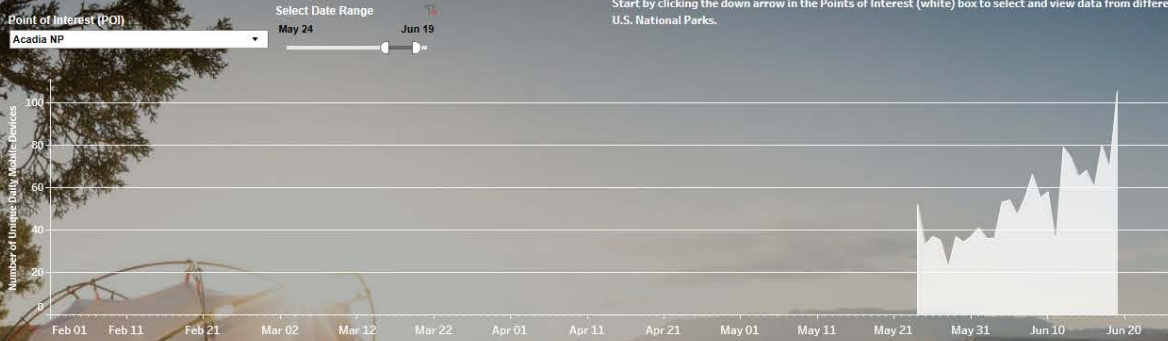 Start by clicking the down arrow in the Points of Interest (white) box to select and view data from differe
U.S. National Parks.
Point of Interest (POI)
Acadia NP
Select Date Range
May 24 Jun 19
Number of Unique Daily Mobile Devices
100
80
60
40
20
0
Feb 01 Feb 11 Feb 21 Mar 02 Mar 12 Mar 22 Apr 01 Apr 11 Apr 21 May 01 May 11 May 21 May 31 Jun 10 Jun 20